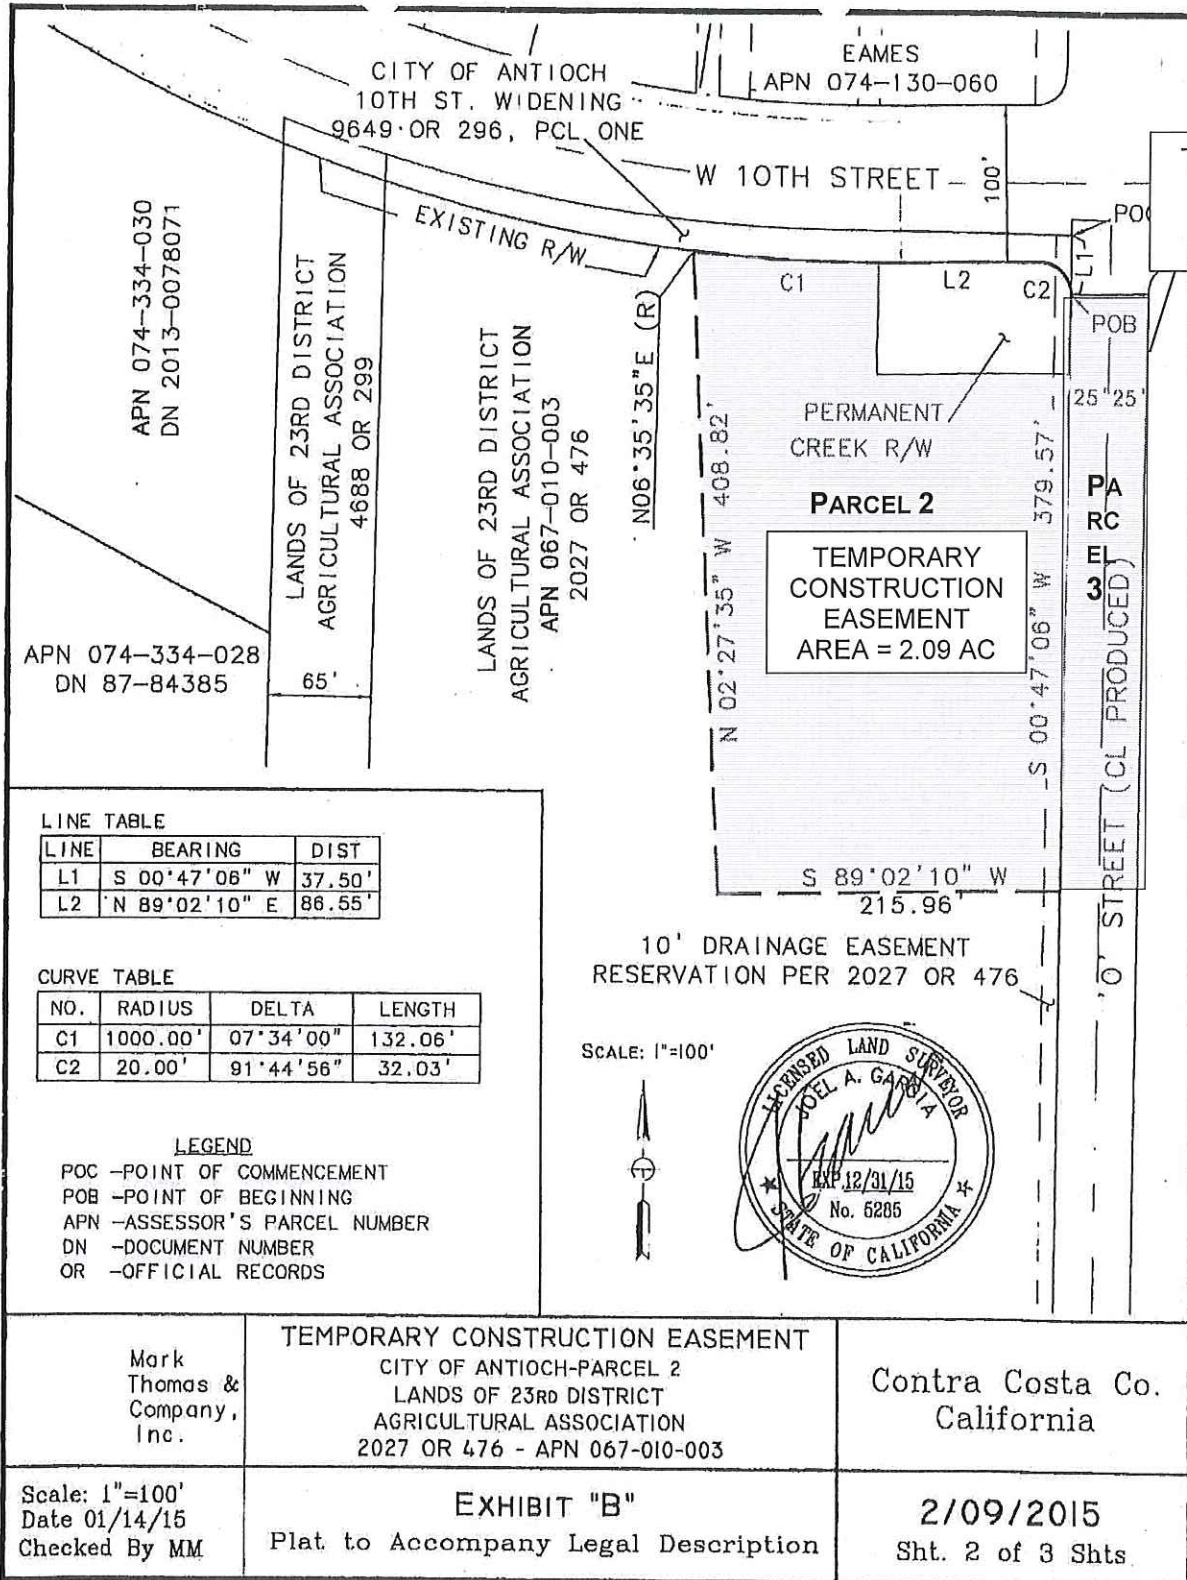 EAMES
APN 074-130-060
CITY OF ANTIOCH
10TH ST. WIDENING
9649 OR 296, PCL ONE
W 10TH STREET
100'
EXISTING R/W
APN 074-334-030
DN 2013-0078071
LANDS OF 23RD DISTRICT
AGRICULTURAL ASSOCIATION
4688 OR 299
LANDS OF 23RD DISTRICT
AGRICULTURAL ASSOCIATION
APN 067-010-003
2027 OR 476
N06°35'35"E (R)
C1
L2
C2
L1
POB
25' 25'
PERMANENT
CREEK R/W
N 02°27'35" W 408.82'
PARCEL 2
TEMPORARY
CONSTRUCTION
EASEMENT
AREA = 2.09 AC
S 00°47'06" W 379.57'
PA
RC
EL
3
'O' STREET (CL PRODUCED)
APN 074-334-028
DN 87-84385
65'
S 89°02'10" W
215.96'
10' DRAINAGE EASEMENT
RESERVATION PER 2027 OR 476
LINE TABLE
LINE BEARING DIST
L1 S 00°47'06" W 37.50'
L2 N 89°02'10" E 86.55'
CURVE TABLE
NO. RADIUS DELTA LENGTH
C1 1000.00' 07°34'00" 132.06'
C2 20.00' 91°44'56" 32.03'
SCALE: 1"=100'
LICENSED LAND SURVEYOR
JOEL A. GARCIA
EXP.12/31/15
No. 5285
STATE OF CALIFORNIA
LEGEND
POC -POINT OF COMMENCEMENT
POB -POINT OF BEGINNING
APN -ASSESSOR'S PARCEL NUMBER
DN -DOCUMENT NUMBER
OR -OFFICIAL RECORDS
Mark
Thomas &
Company,
Inc.
TEMPORARY CONSTRUCTION EASEMENT
CITY OF ANTIOCH-PARCEL 2
LANDS OF 23RD DISTRICT
AGRICULTURAL ASSOCIATION
2027 OR 476 - APN 067-010-003
Contra Costa Co.
California
Scale: 1"=100'
Date 01/14/15
Checked By MM
EXHIBIT "B"
Plat to Accompany Legal Description
2/09/2015
Sht. 2 of 3 Shts